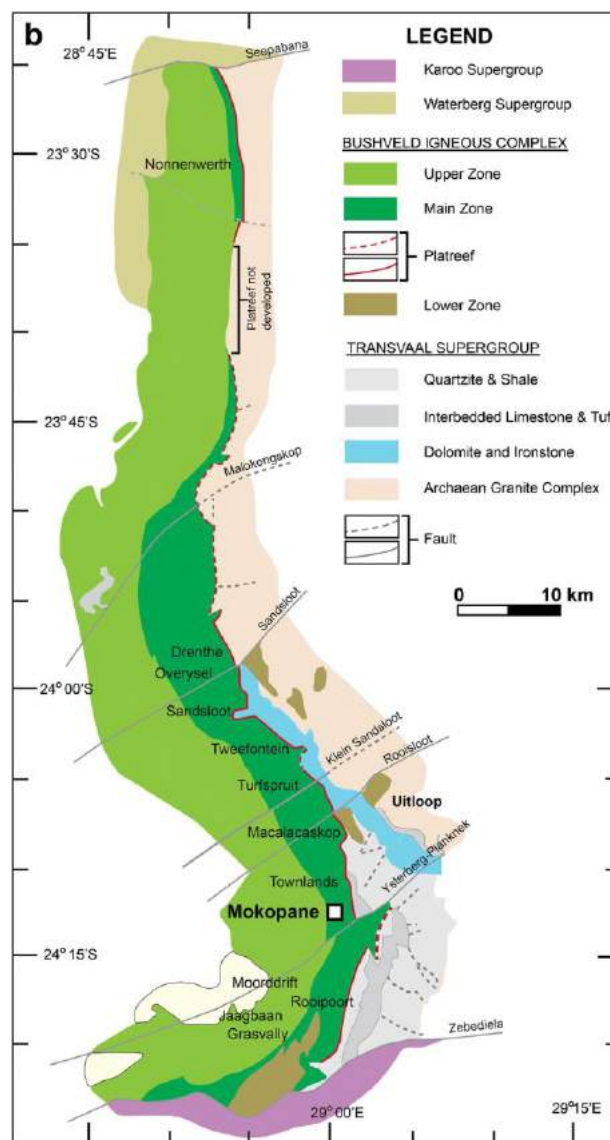 b
28°45'E
Seepabana
23°30'S
Nonnenwerth
Platreef not
developed
23°45'S
Malokongskop
Sandsloot
Drenthe
Overysel
24°00'S
Sandsloot
Klein Sandsloot
Tweefontein
Rooisloot
Turfspruit
Uitloop
Macalacaskop
Ysterberg-Planknek
Townlands
Mokopane
24°15'S
Moorddrift
Rooipoort
Jaagbaan
Grasvally
Zebediela
29°00'E
29°15'E
LEGEND
Karoo Supergroup
Waterberg Supergroup
BUSHVELD IGNEOUS COMPLEX
Upper Zone
Main Zone
Platreef
Lower Zone
TRANSVAAL SUPERGROUP
Quartzite & Shale
Interbedded Limestone & Tuf
Dolomite and Ironstone
Archaean Granite Complex
Fault
0 10 km